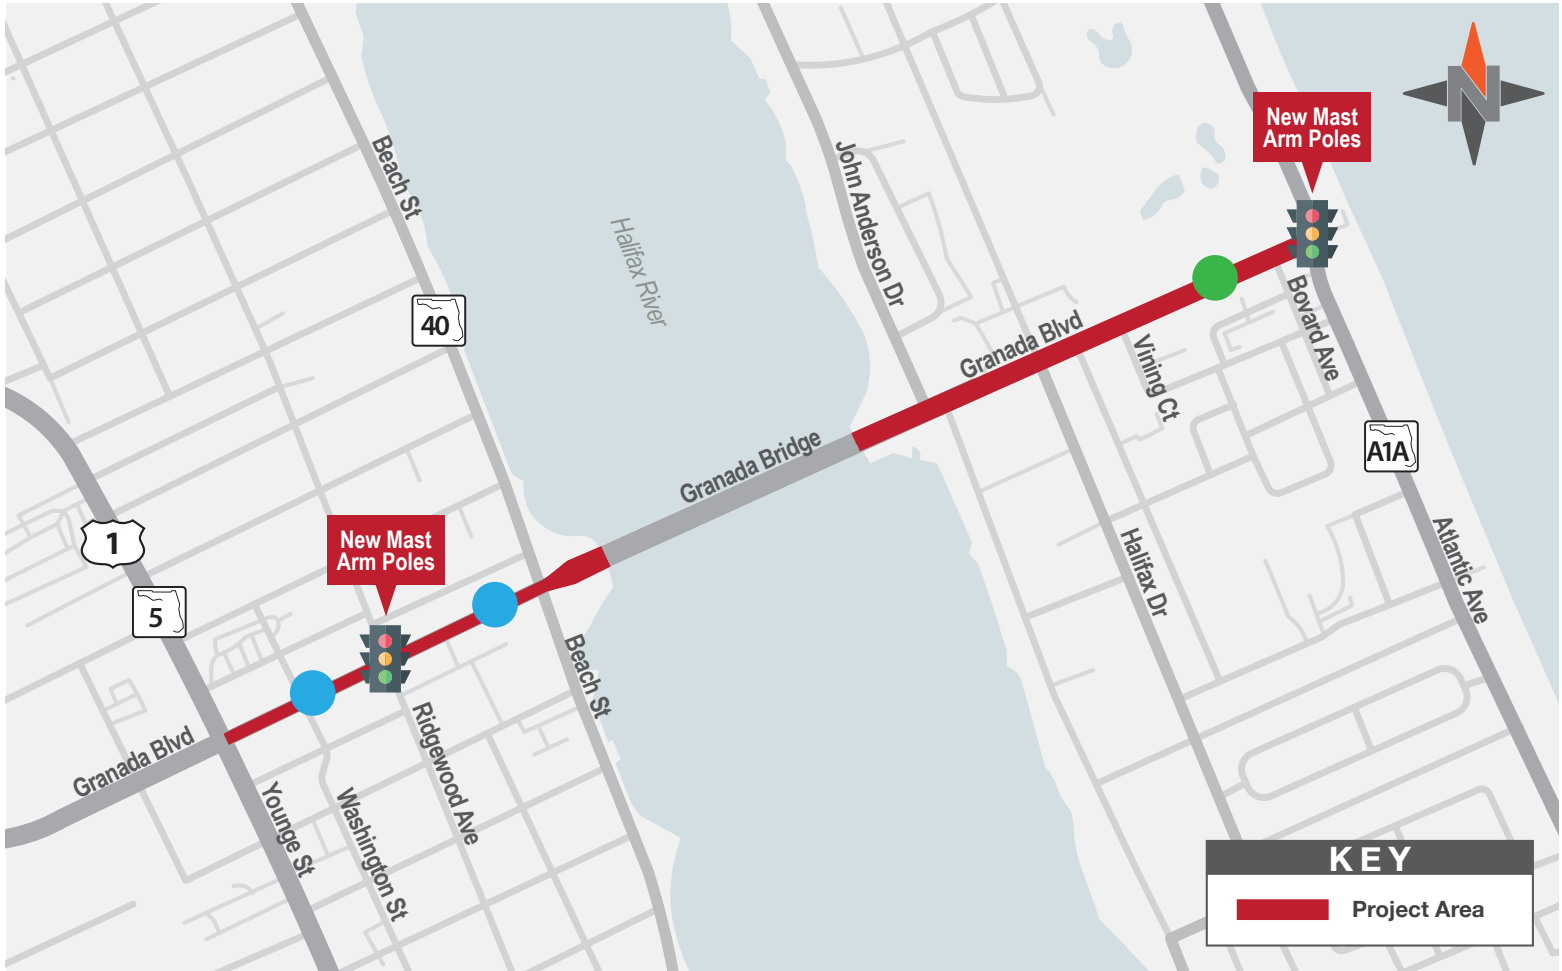 New Mast
Arm Poles
N
Beach St
John Anderson Dr
Halifax River
40
Granada Blvd
Bovard Ave
Vining Ct
A1A
Granada Bridge
1
New Mast
Arm Poles
5
Halifax Dr
Atlantic Ave
Beach St
Ridgewood Ave
Granada Blvd
Younge St
Washington St
KEY
Project Area